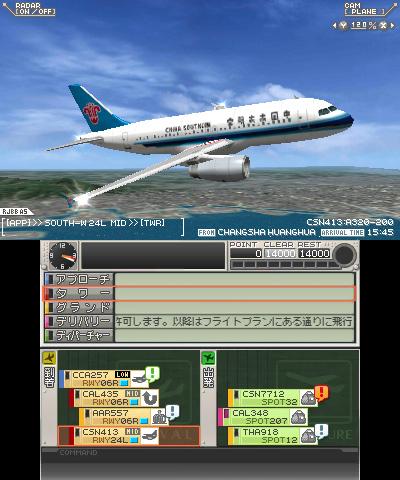 RADAR
[ON/OFF]
CAM
[PLANE]
Y 120% X
CHINA SOUTHERN
RJBB A5
[APP]>> SOUTH-W 24L MID >>[TWR]
CSN413:A320-200
FROM CHANGSHA HUANGHUA ARRIVAL TIME 15:45
POINT CLEAR REST
0 14000 14000
アプローチ
タワー
グランド
デリバリー 許可します。以降はフライトプランにある通りに飛行
ディパーチャー
CCA257 LOW
RWY06R
CAL435 MID
RWY06R
AAR557
RWY06R
CSN413 MID
RWY24L
CSN7712
SPOT32
CAL348
SPOT207
THA918
SPOT12
COMMAND